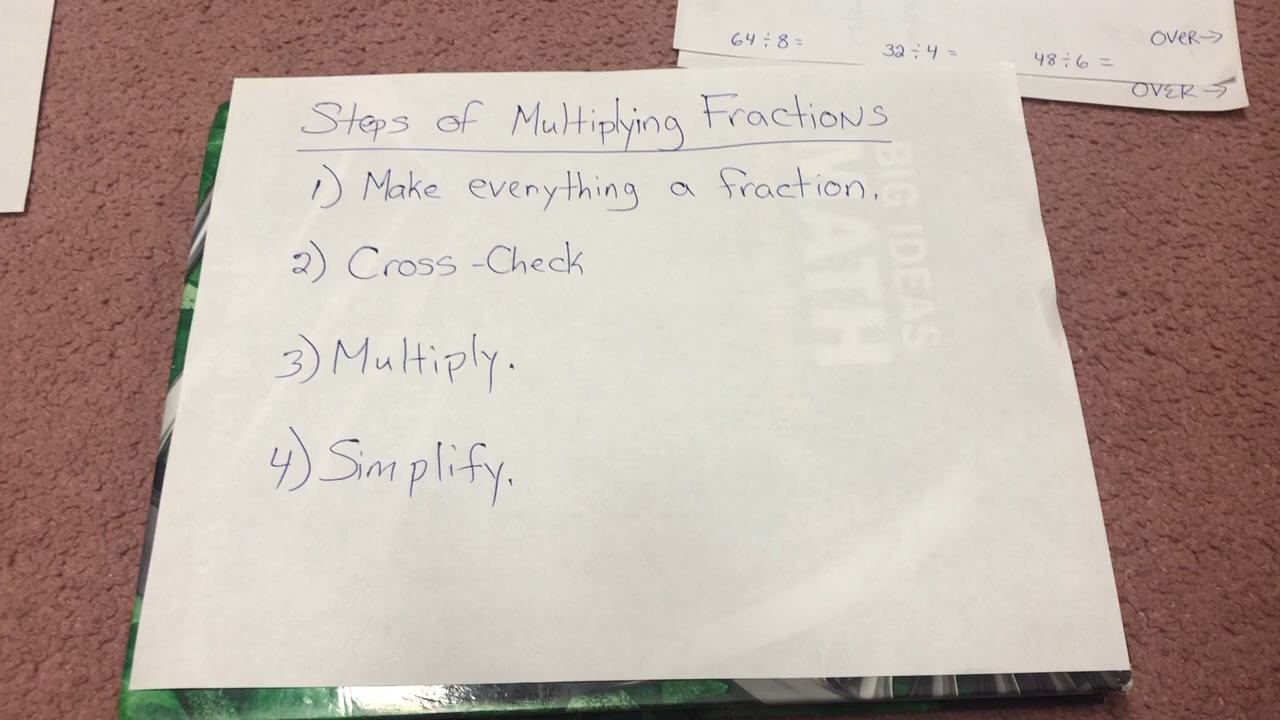 64÷8=
32÷4=
48÷6=
OVER→
OVER→
Steps of Multiplying Fractions
1) Make everything a fraction.
2) Cross-Check
3) Multiply.
4) Simplify.
BIG IDEAS
MATH